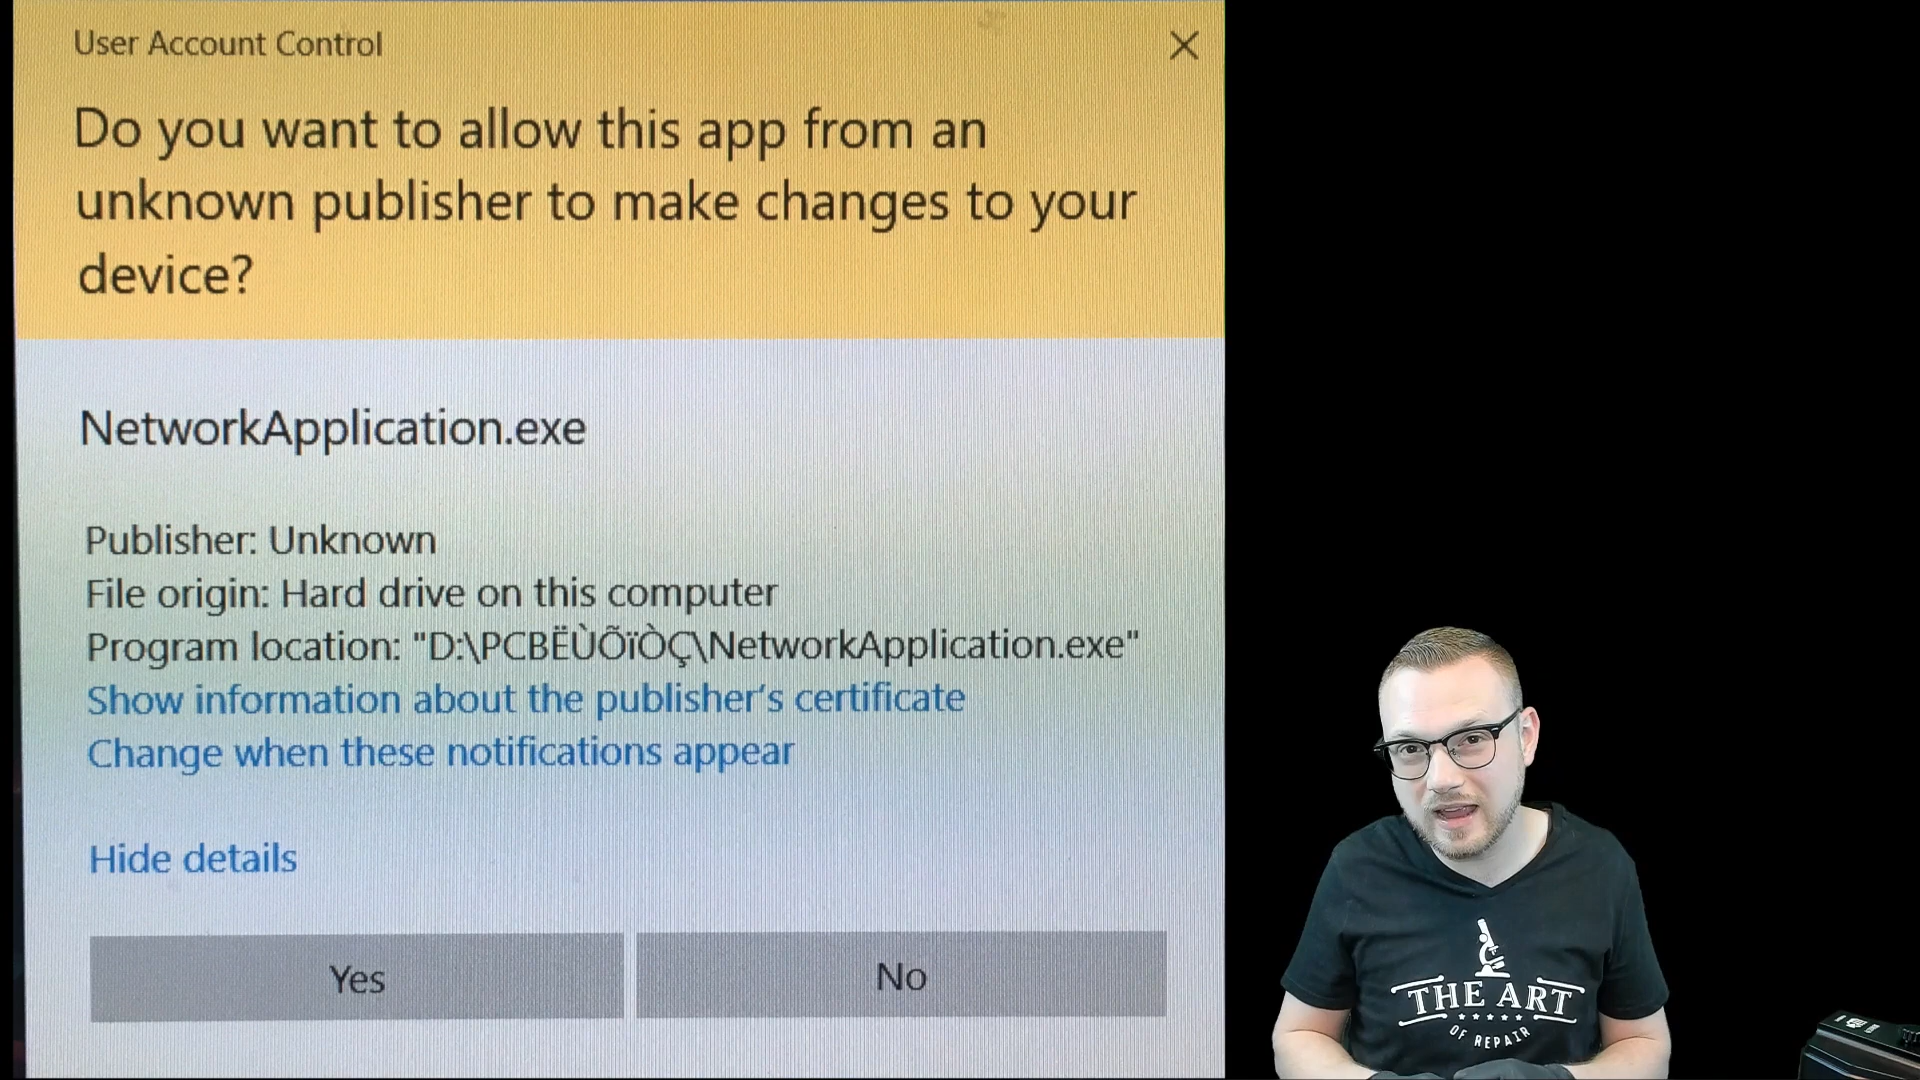 User Account Control
Do you want to allow this app from an
unknown publisher to make changes to your
device?
NetworkApplication.exe
Publisher: Unknown
File origin: Hard drive on this computer
Program location: "D:\PCBËÙÕïÒÇ\NetworkApplication.exe"
Show information about the publisher's certificate
Change when these notifications appear
Hide details
Yes
No
THE ART
OF REPAIR